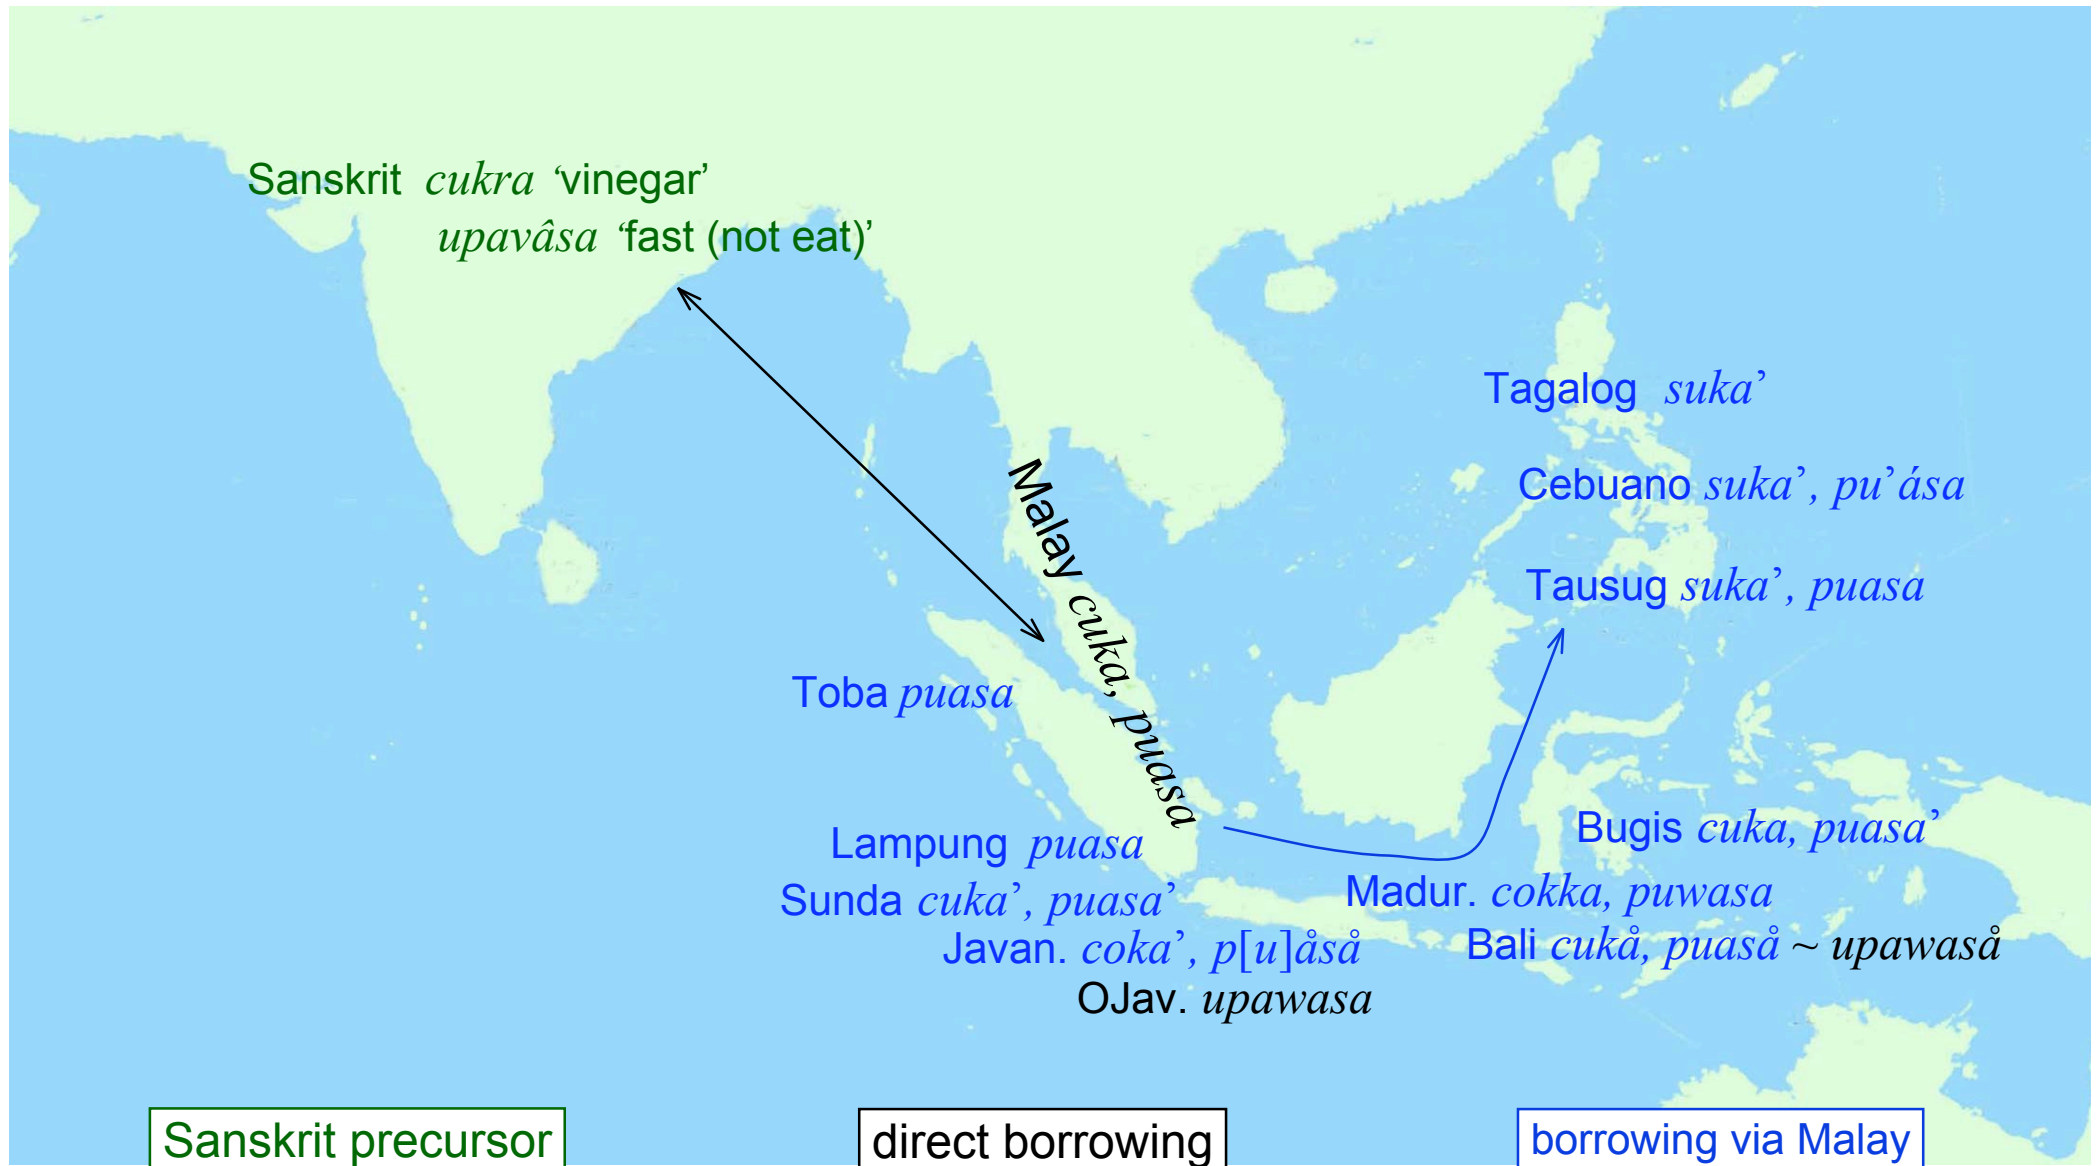 Sanskrit cukra ‘vinegar’
upavâsa ‘fast (not eat)’
Tagalog suka’
Cebuano suka’, pu’ása
Malay cuka, puasa
Tausug suka’, puasa
Toba puasa
Bugis cuka, puasa’
Lampung puasa
Sunda cuka’, puasa’
Madur. cokka, puwasa
Javan. coka’, p[u]åså
Bali cukå, puaså ~ upawaså
OJav. upawasa
Sanskrit precursor
direct borrowing
borrowing via Malay